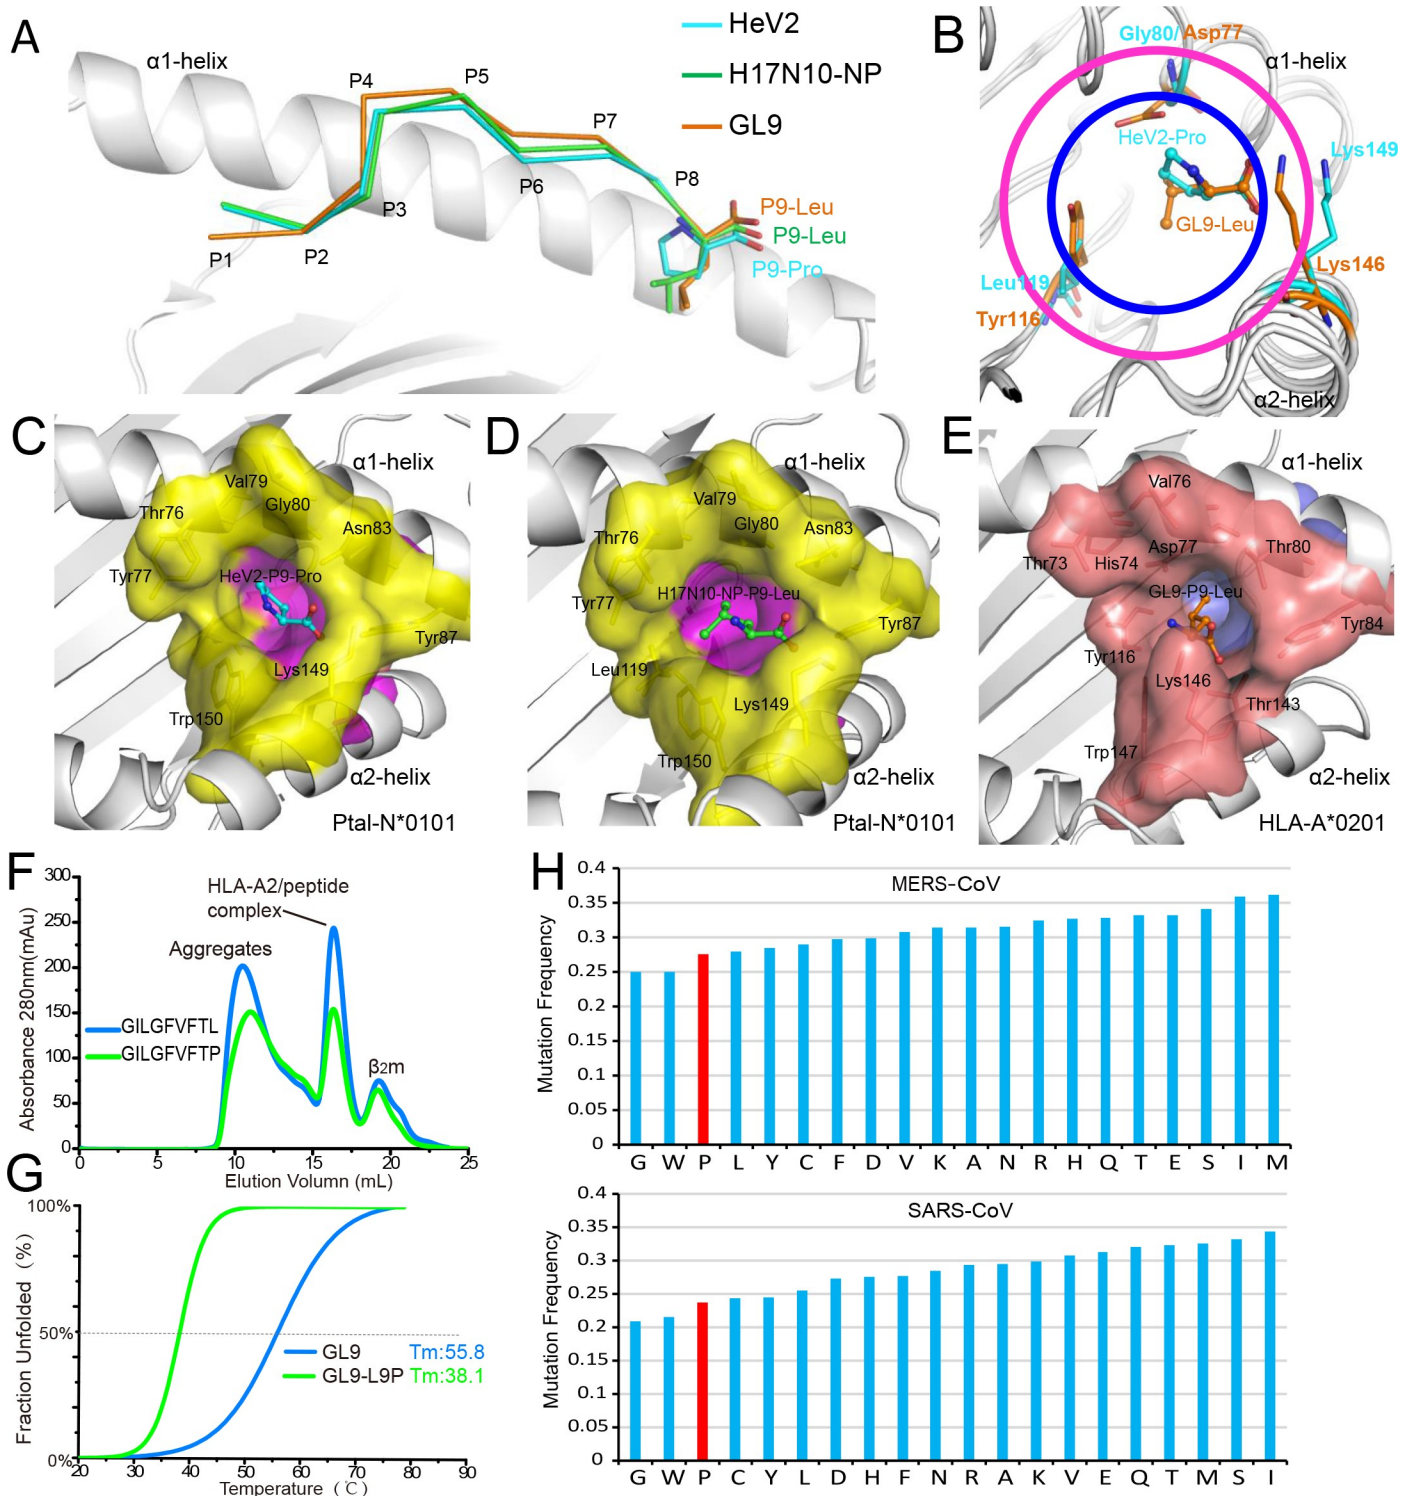 A
α1-helix
HeV2
H17N10-NP
GL9
P4
P5
P7
P6
P8
P3
P1
P2
P9-Leu
P9-Leu
P9-Pro
B
Gly80/Asp77
α1-helix
HeV2-Pro
Lys149
GL9-Leu
Lys146
Leu119
Tyr116
α2-helix
C
α1-helix
Val79
Gly80
Thr76
Asn83
Tyr77
HeV2-P9-Pro
Tyr87
Lys149
Trp150
α2-helix
Ptal-N*0101
D
α1-helix
Val79
Gly80
Asn83
Thr76
H17N10-NP-P9-Leu
Tyr77
Tyr87
Leu119
Lys149
Trp150
α2-helix
Ptal-N*0101
E
α1-helix
Val76
Asp77
Thr80
Thr73
His74
GL9-P9-Leu
Tyr84
Tyr116
Lys146
Thr143
Trp147
α2-helix
HLA-A*0201
F
300
250
200
150
100
50
0
Absorbance 280nm(mAu)
HLA-A2/peptide
complex
Aggregates
GILGFVFTL
GILGFVFTP
β2m
0 5 10 15 20 25
Elution Volumn (mL)
G
100%
50%
0%
Fraction Unfolded (%)
GL9 Tm:55.8
GL9-L9P Tm:38.1
20 30 40 50 60 70 80 90
Temperature (℃)
H
MERS-CoV
Mutation Frequency
0.4
0.35
0.3
0.25
0.2
0.15
0.1
0.05
0
G W P L Y C F D V K A N R H Q T E S I M
SARS-CoV
Mutation Frequency
0.4
0.35
0.3
0.25
0.2
0.15
0.1
0.05
0
G W P C Y L D H F N R A K V E Q T M S I